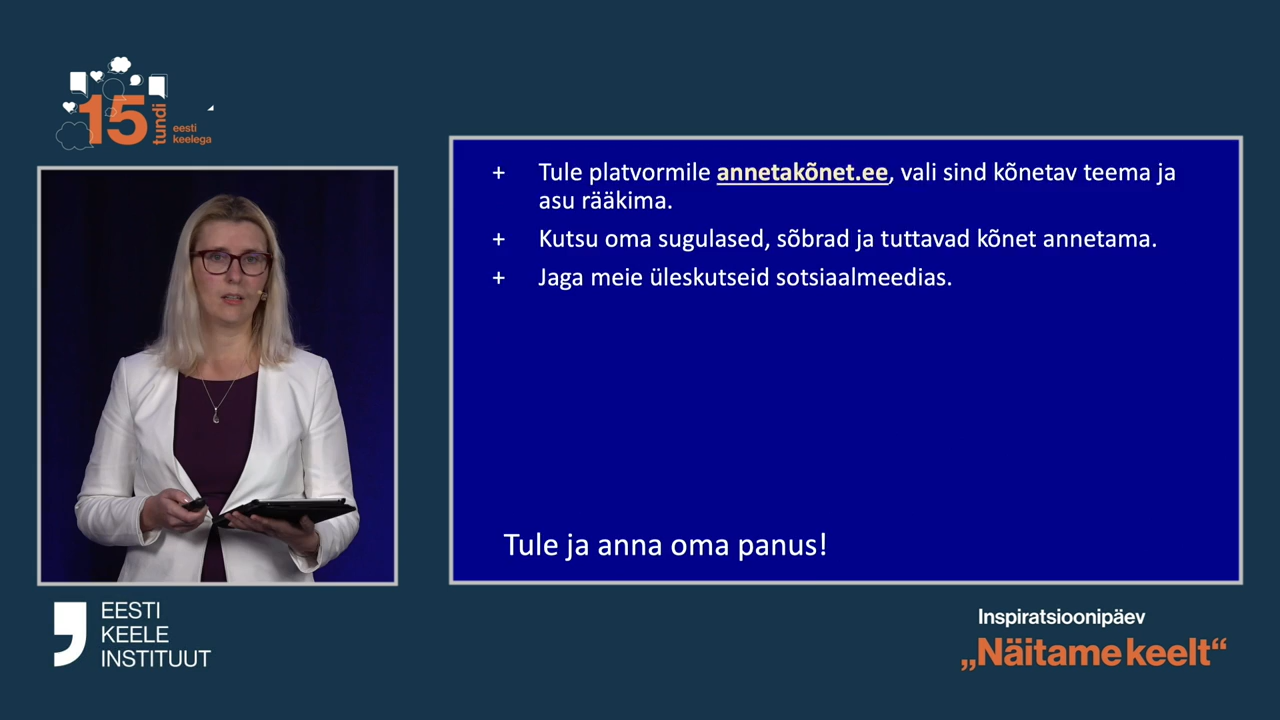 15
tundi
eesti
keelega
+ Tule platvormile annetakõnet.ee, vali sind kõnetav teema ja
asu rääkima.
+ Kutsu oma sugulased, sõbrad ja tuttavad kõnet annetama.
+ Jaga meie üleskutseid sotsiaalmeedias.
Tule ja anna oma panus!
EESTI
KEELE
INSTITUUT
Inspiratsioonipäev
„Näitame keelt“